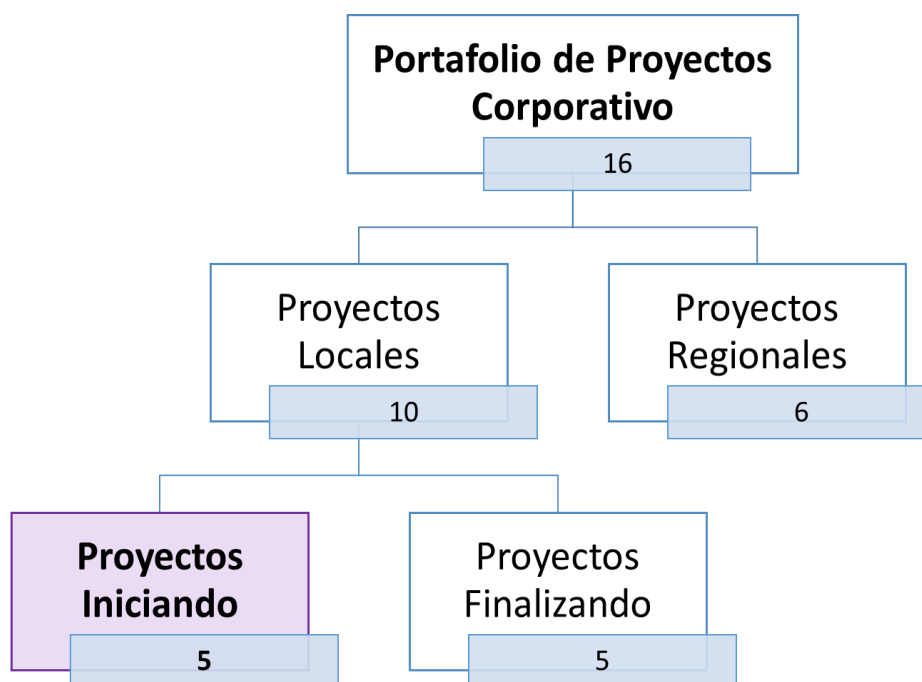 Portafolio de Proyectos
Corporativo
16
Proyectos
Locales
10
Proyectos
Regionales
6
Proyectos
Iniciando
5
Proyectos
Finalizando
5